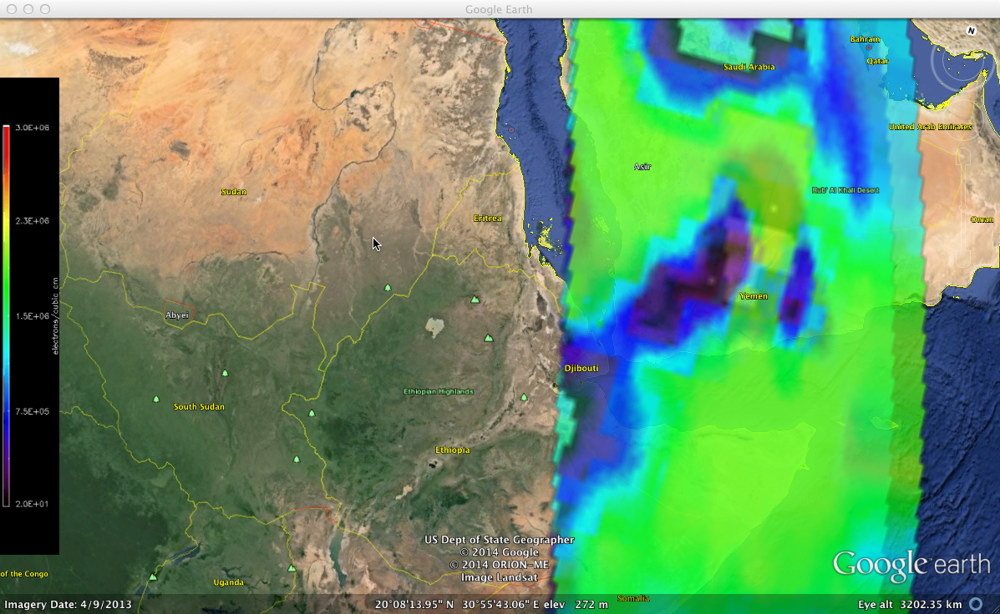 Google Earth
N
Bahrain
Qatar
Saudi Arabia
United Arab Emirates
3.0E+06
Asir
Sudan
Rub' Al Khali Desert
Eritrea
Oman
2.3E+06
Yemen
Abyei
1.5E+06
electrons/cubic cm
Djibouti
Ethiopian Highlands
South Sudan
7.5E+05
Ethiopia
2.0E+01
US Dept of State Geographer
© 2014 Google
© 2014 ORION-ME
Image Landsat
Google earth
of the Congo
Uganda
Somalia
Imagery Date: 4/9/2013
20°08'13.95" N 30°55'43.06" E elev 272 m
Eye alt 3202.35 km